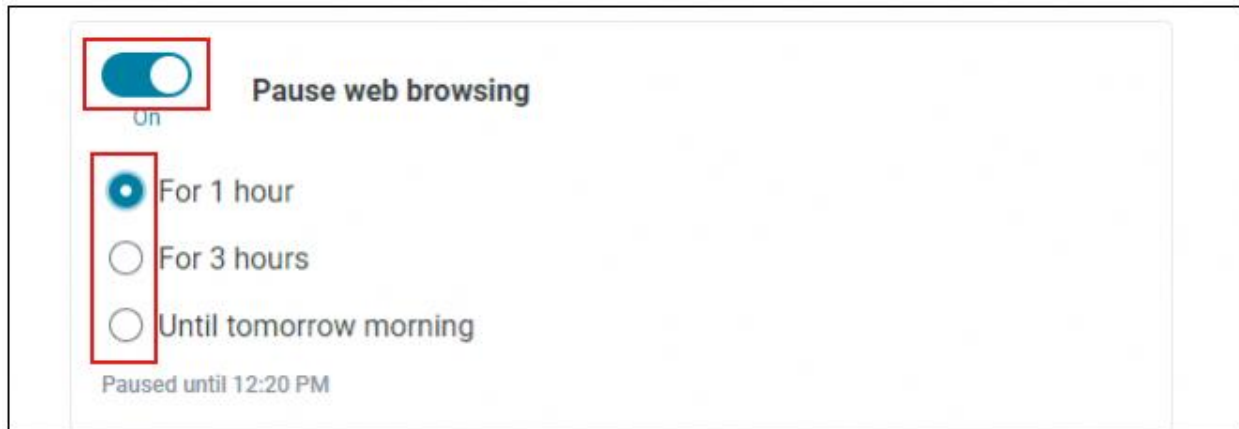 Pause web browsing
On
For 1 hour
For 3 hours
Until tomorrow morning
Paused until 12:20 PM